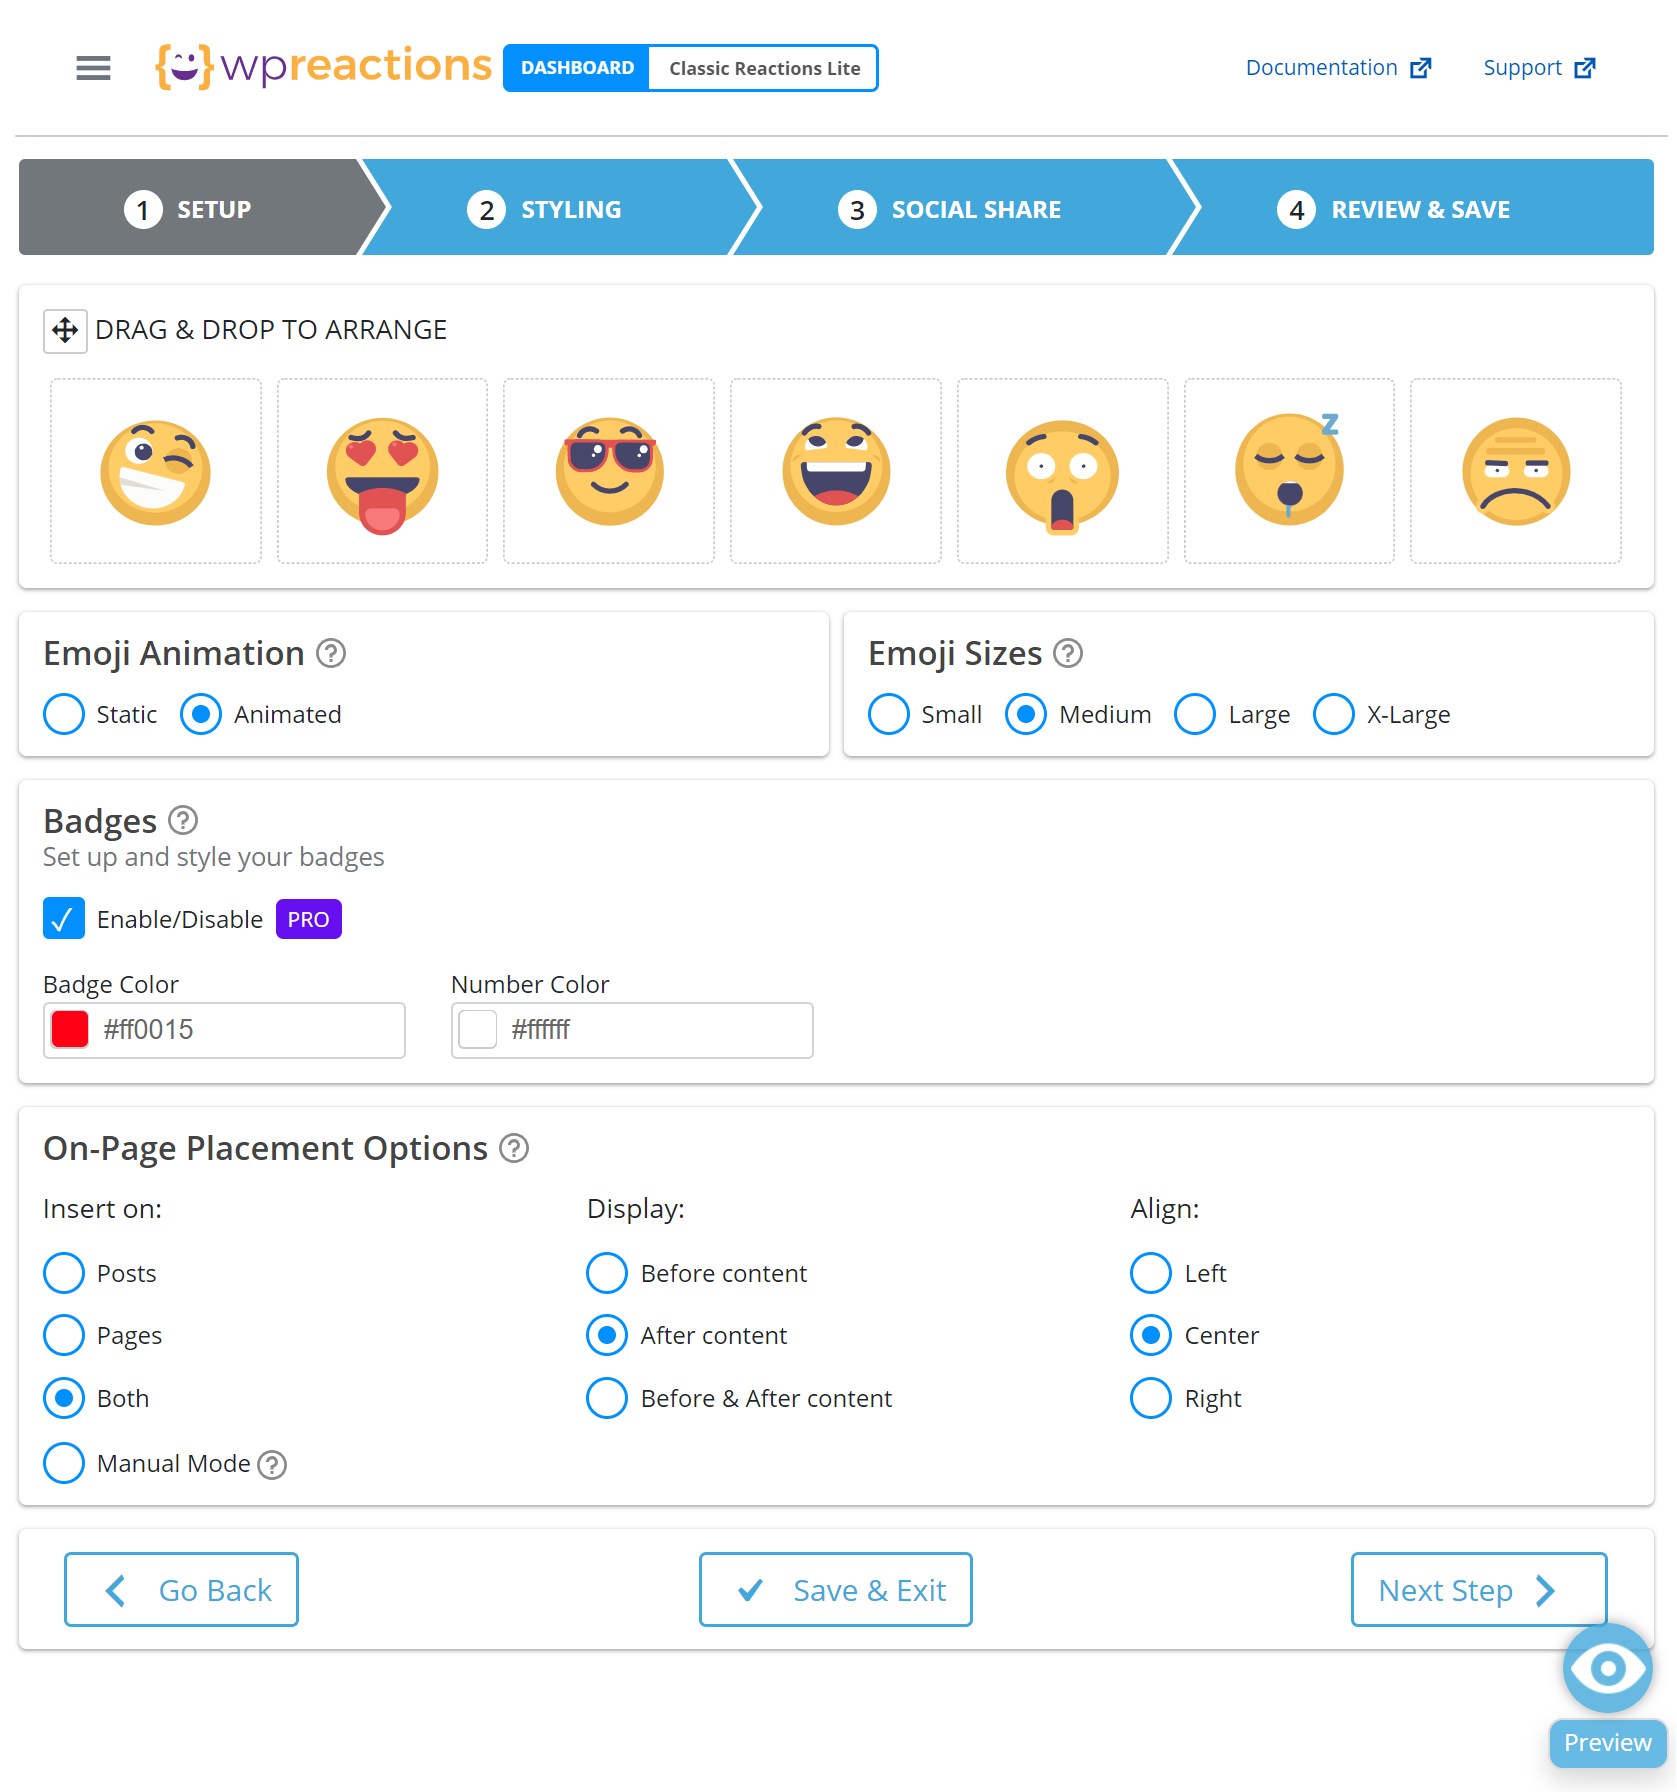 wpreactions
DASHBOARD
Classic Reactions Lite
Documentation
Support
1 SETUP
2 STYLING
3 SOCIAL SHARE
4 REVIEW & SAVE
DRAG & DROP TO ARRANGE
Z
Emoji Animation ?
Static
Animated
Emoji Sizes ?
Small
Medium
Large
X-Large
Badges ?
Set up and style your badges
Enable/Disable PRO
Badge Color
#ff0015
Number Color
#ffffff
On-Page Placement Options ?
Insert on:
Posts
Pages
Both
Manual Mode ?
Display:
Before content
After content
Before & After content
Align:
Left
Center
Right
Go Back
Save & Exit
Next Step
Preview